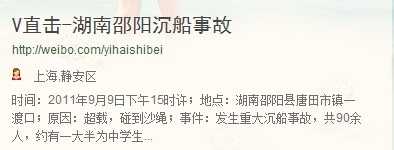 V直击-湖南邵阳沉船事故
http://weibo.com/yihaishibei
上海,静安区
时间：2011年9月9日下午15时许；地点：湖南邵阳县唐田市镇一
渡口；原因：超载，碰到沙绳；事件：发生重大沉船事故，共90余
人，约有一大半为中学生...